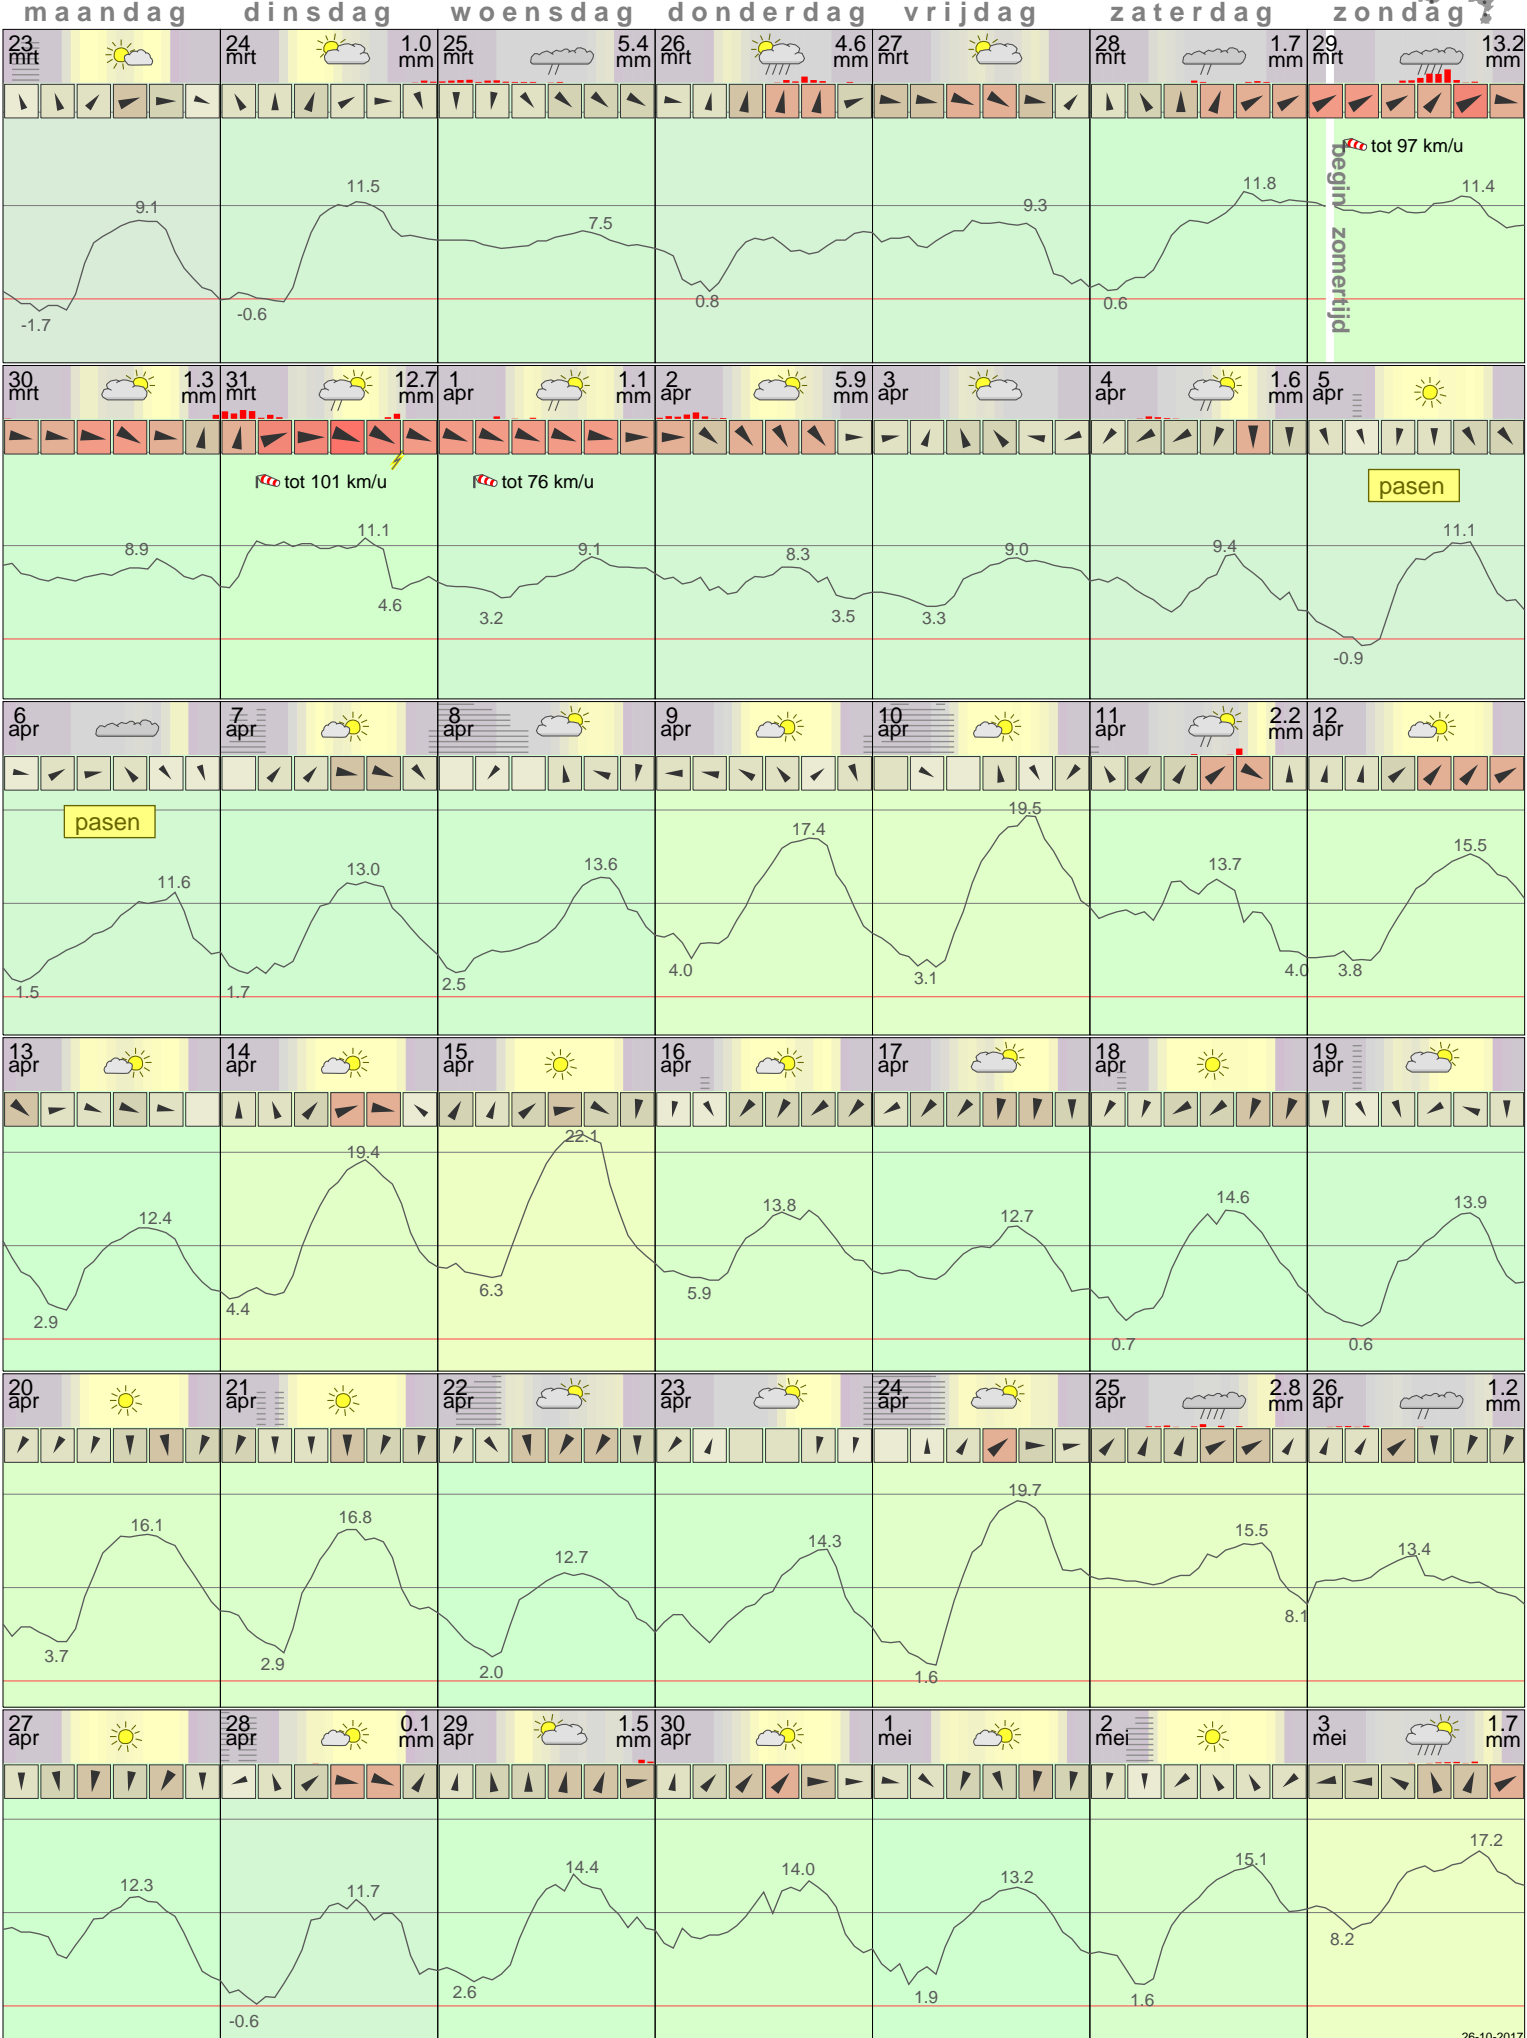 maandag dinsdag woensdag donderdag vrijdag zaterdag zondag
23 mrt
24 mrt 1.0 mm
25 mrt 5.4 mm
26 mrt 4.6 mm
27 mrt
28 mrt 1.7 mm
29 mrt 13.2 mm
tot 97 km/u
begin zomertijd
9.1 -1.7
11.5 -0.6
7.5
0.8
9.3
11.8 0.6
11.4
30 mrt 1.3 mm
31 mrt 12.7 mm
1 apr 1.1 mm
2 apr 5.9 mm
3 apr
4 apr 1.6 mm
5 apr
tot 101 km/u
tot 76 km/u
pasen
8.9
11.1 4.6
9.1 3.2
8.3 3.5
9.0 3.3
9.4
11.1 -0.9
6 apr
7 apr
8 apr
9 apr
10 apr
11 apr 2.2 mm
12 apr
pasen
11.6 1.5
13.0 1.7
13.6 2.5
17.4 4.0
19.5 3.1
13.7 4.0
15.5 3.8
13 apr
14 apr
15 apr
16 apr
17 apr
18 apr
19 apr
12.4 2.9
19.4 4.4
22.1 6.3
13.8 5.9
12.7
14.6 0.7
13.9 0.6
20 apr
21 apr
22 apr
23 apr
24 apr
25 apr 2.8 mm
26 apr 1.2 mm
16.1 3.7
16.8 2.9
12.7 2.0
14.3
19.7 1.6
15.5 8.1
13.4
27 apr
28 apr 0.1 mm
29 apr 1.5 mm
30 apr
1 mei
2 mei
3 mei 1.7 mm
12.3
11.7 -0.6
14.4 2.6
14.0
13.2 1.9
15.1 1.6
17.2 8.2
26-10-2017